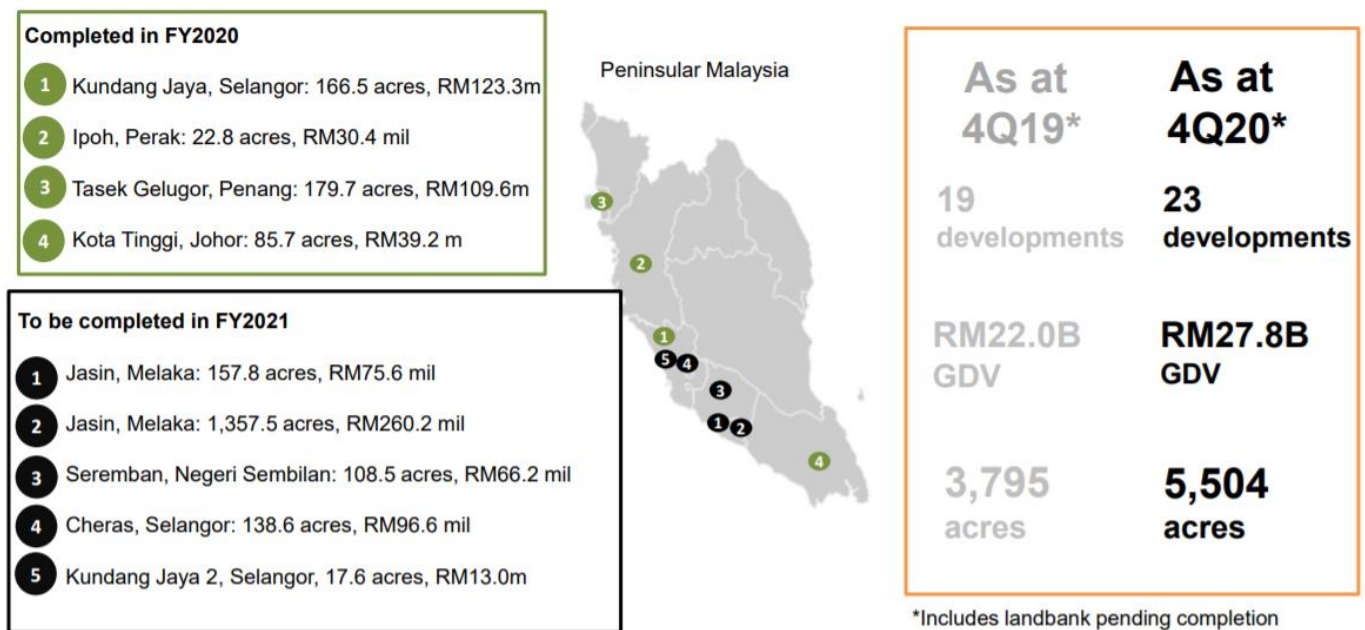 Completed in FY2020
1 Kundang Jaya, Selangor: 166.5 acres, RM123.3m
2 Ipoh, Perak: 22.8 acres, RM30.4 mil
3 Tasek Gelugor, Penang: 179.7 acres, RM109.6m
4 Kota Tinggi, Johor: 85.7 acres, RM39.2 m
To be completed in FY2021
1 Jasin, Melaka: 157.8 acres, RM75.6 mil
2 Jasin, Melaka: 1,357.5 acres, RM260.2 mil
3 Seremban, Negeri Sembilan: 108.5 acres, RM66.2 mil
4 Cheras, Selangor: 138.6 acres, RM96.6 mil
5 Kundang Jaya 2, Selangor, 17.6 acres, RM13.0m
Peninsular Malaysia
3
2
1
5 4
3
1 2
4
As at
4Q19*
As at
4Q20*
19
developments
23
developments
RM22.0B
GDV
RM27.8B
GDV
3,795
acres
5,504
acres
*Includes landbank pending completion